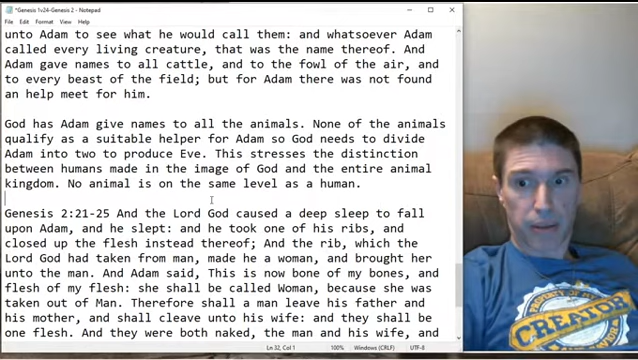 *Genesis 1v24-Genesis 2 - Notepad
File Edit Format View Help
unto Adam to see what he would call them: and whatsoever Adam
called every living creature, that was the name thereof. And
Adam gave names to all cattle, and to the fowl of the air, and
to every beast of the field; but for Adam there was not found
an help meet for him.
God has Adam give names to all the animals. None of the animals
qualify as a suitable helper for Adam so God needs to divide
Adam into two to produce Eve. This stresses the distinction
between humans made in the image of God and the entire animal
kingdom. No animal is on the same level as a human.
Genesis 2:21-25 And the Lord God caused a deep sleep to fall
upon Adam, and he slept: and he took one of his ribs, and
closed up the flesh instead thereof; And the rib, which the
Lord God had taken from man, made he a woman, and brought her
unto the man. And Adam said, This is now bone of my bones, and
flesh of my flesh: she shall be called Woman, because she was
taken out of Man. Therefore shall a man leave his father and
his mother, and shall cleave unto his wife: and they shall be
one flesh. And they were both naked, the man and his wife, and
Ln 32, Col 1 100% Windows (CRLF) UTF-8
PROPERTY OF
CREATOR